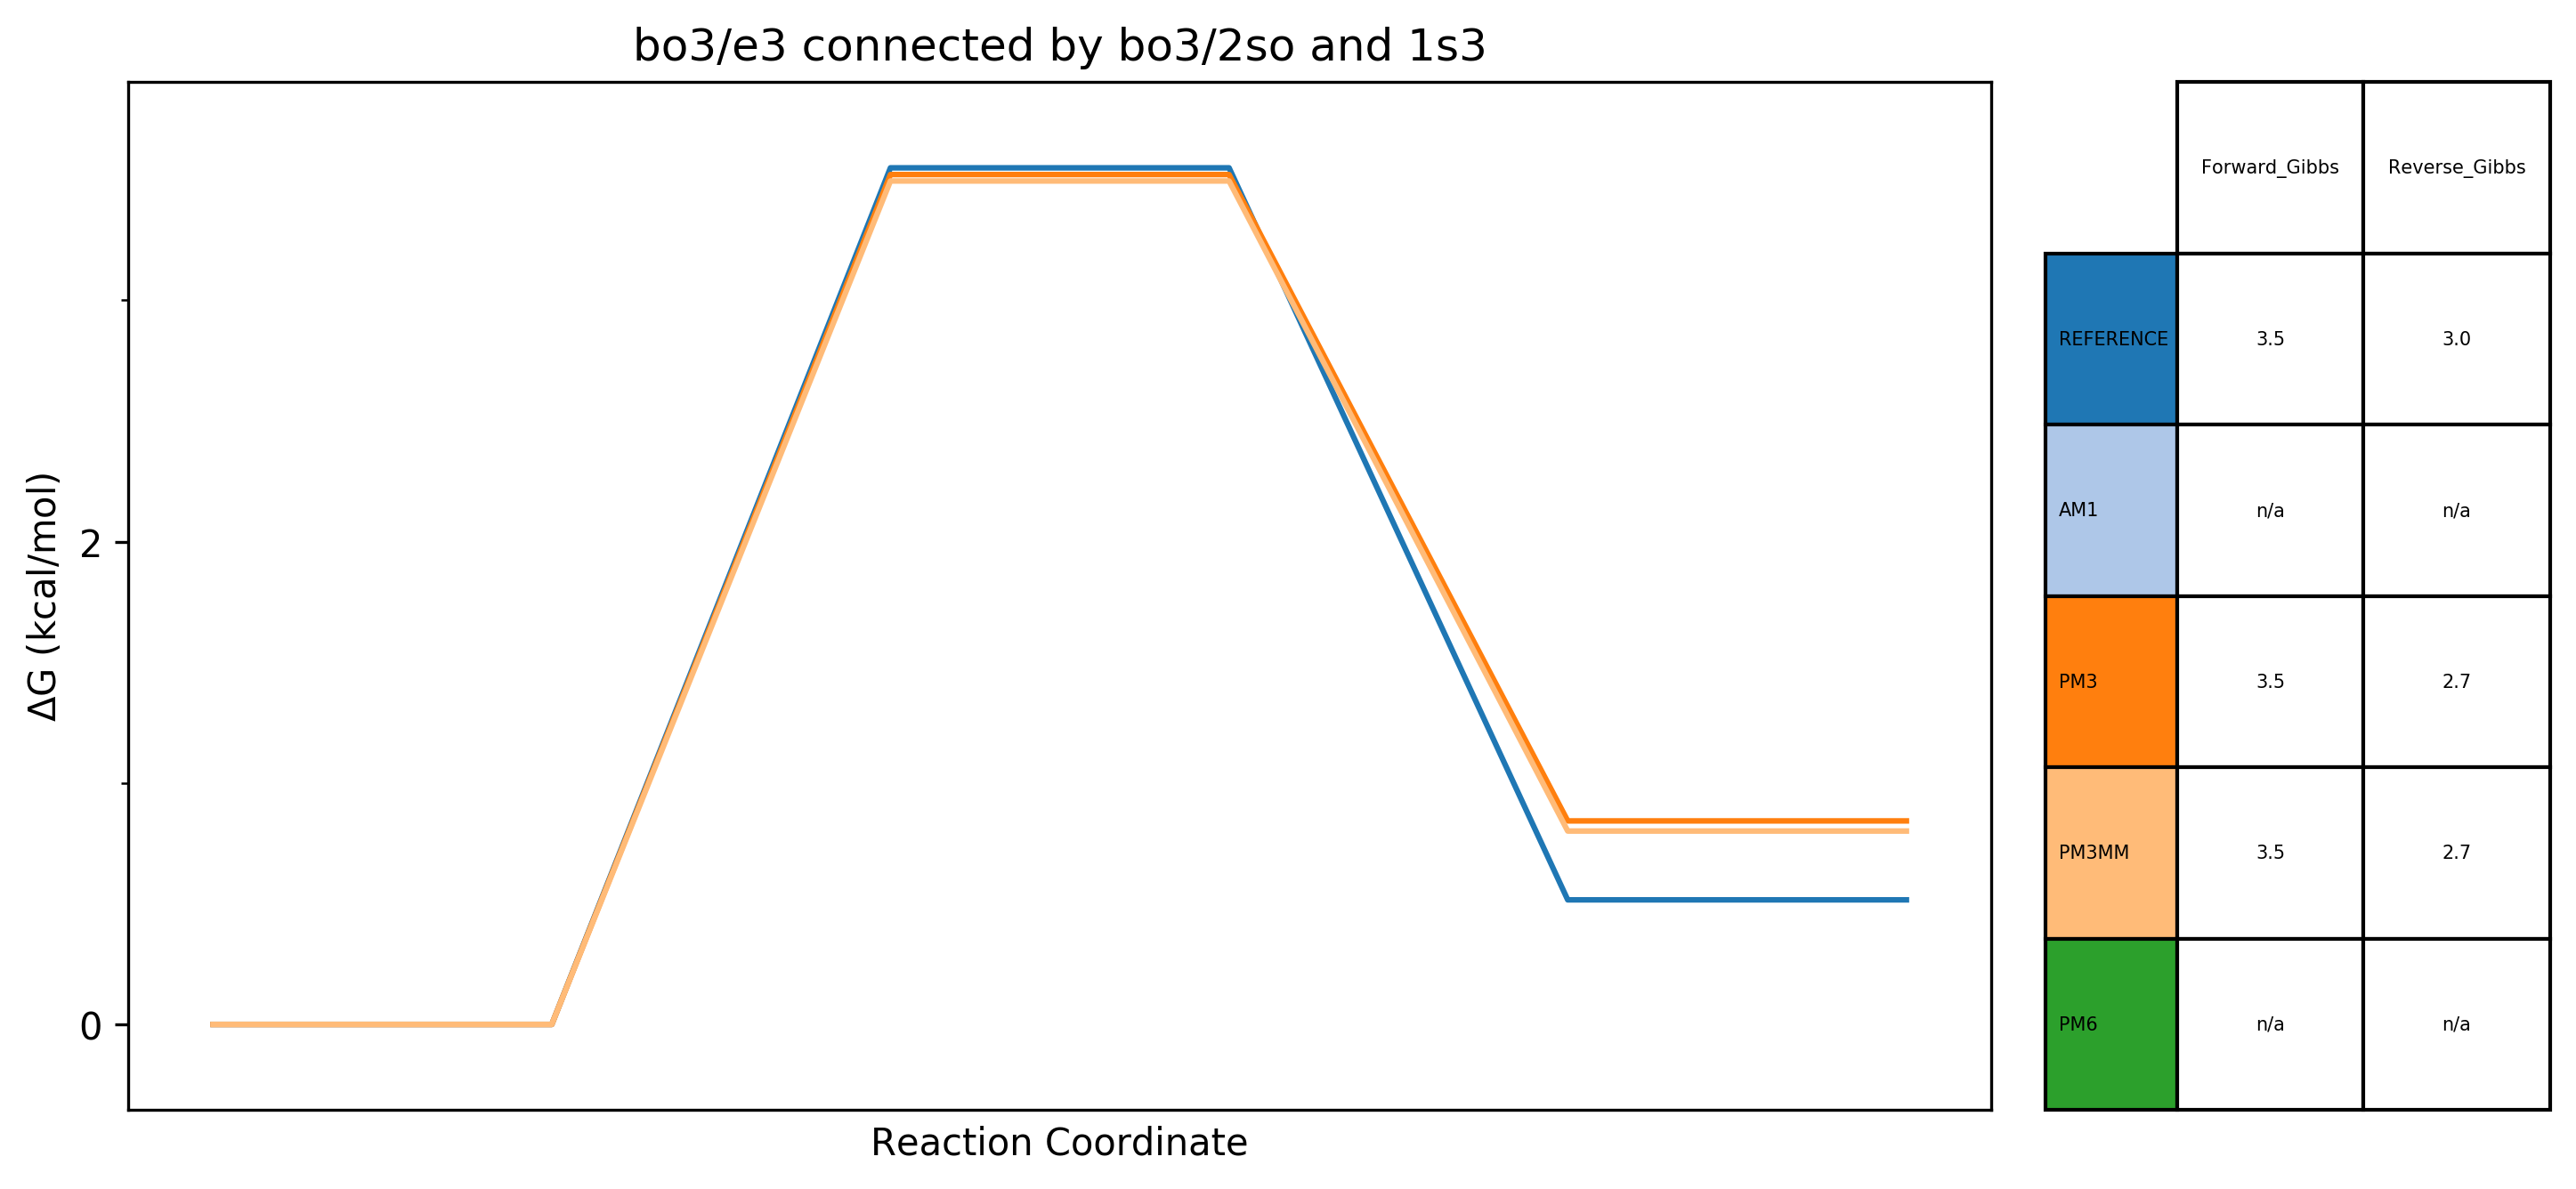 bo3/e3 connected by bo3/2so and 1s3
ΔG (kcal/mol)
2
0
Reaction Coordinate
Forward_Gibbs Reverse_Gibbs
REFERENCE 3.5 3.0
AM1 n/a n/a
PM3 3.5 2.7
PM3MM 3.5 2.7
PM6 n/a n/a